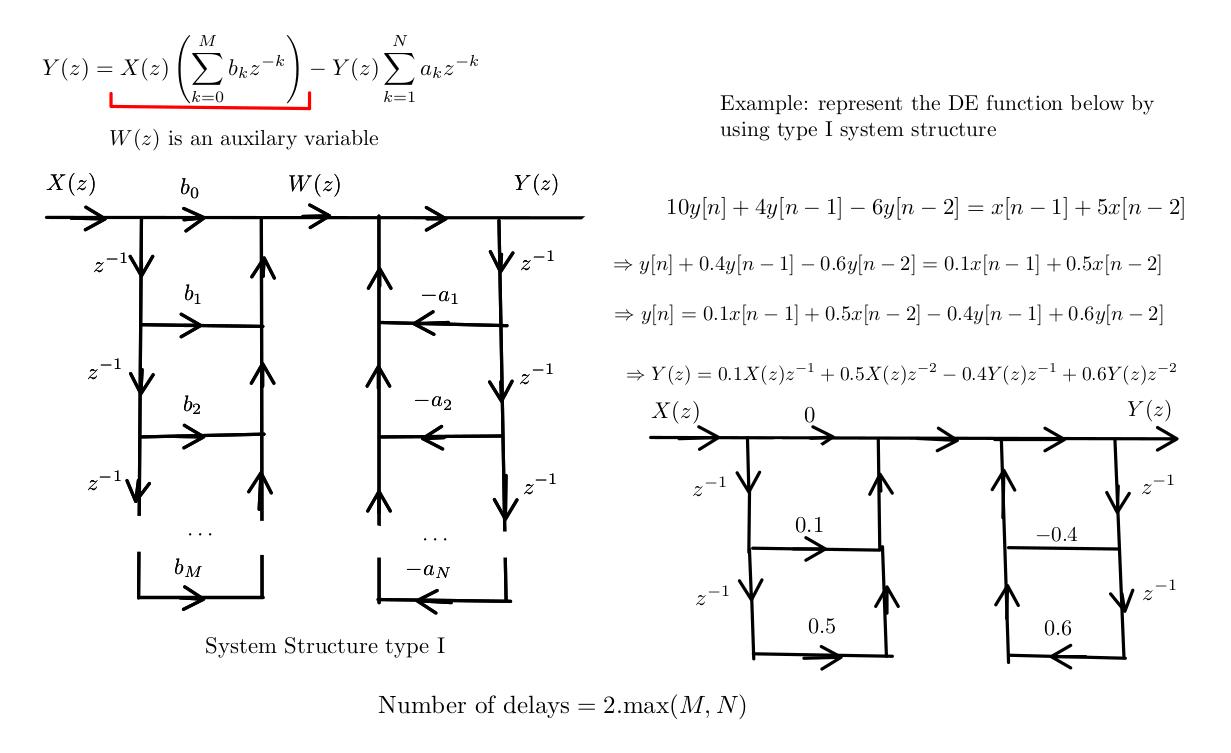 Y(z) = X(z) ( \sum_{k=0}^{M} b_k z^{-k} ) − Y(z) \sum_{k=1}^{N} a_k z^{-k}
W(z) is an auxilary variable
X(z) b_0 W(z) Y(z)
z^{-1} z^{-1}
b_1 −a_1
z^{-1} z^{-1}
b_2 −a_2
z^{-1} z^{-1}
... ...
b_M −a_N
System Structure type I
Example: represent the DE function below by
using type I system structure
10y[n] + 4y[n − 1] − 6y[n − 2] = x[n − 1] + 5x[n − 2]
⇒ y[n] + 0.4y[n − 1] − 0.6y[n − 2] = 0.1x[n − 1] + 0.5x[n − 2]
⇒ y[n] = 0.1x[n − 1] + 0.5x[n − 2] − 0.4y[n − 1] + 0.6y[n − 2]
⇒ Y(z) = 0.1X(z)z^{-1} + 0.5X(z)z^{-2} − 0.4Y(z)z^{-1} + 0.6Y(z)z^{-2}
X(z) 0 Y(z)
z^{-1} z^{-1}
0.1 −0.4
z^{-1} z^{-1}
0.5 0.6
Number of delays = 2.max(M, N)